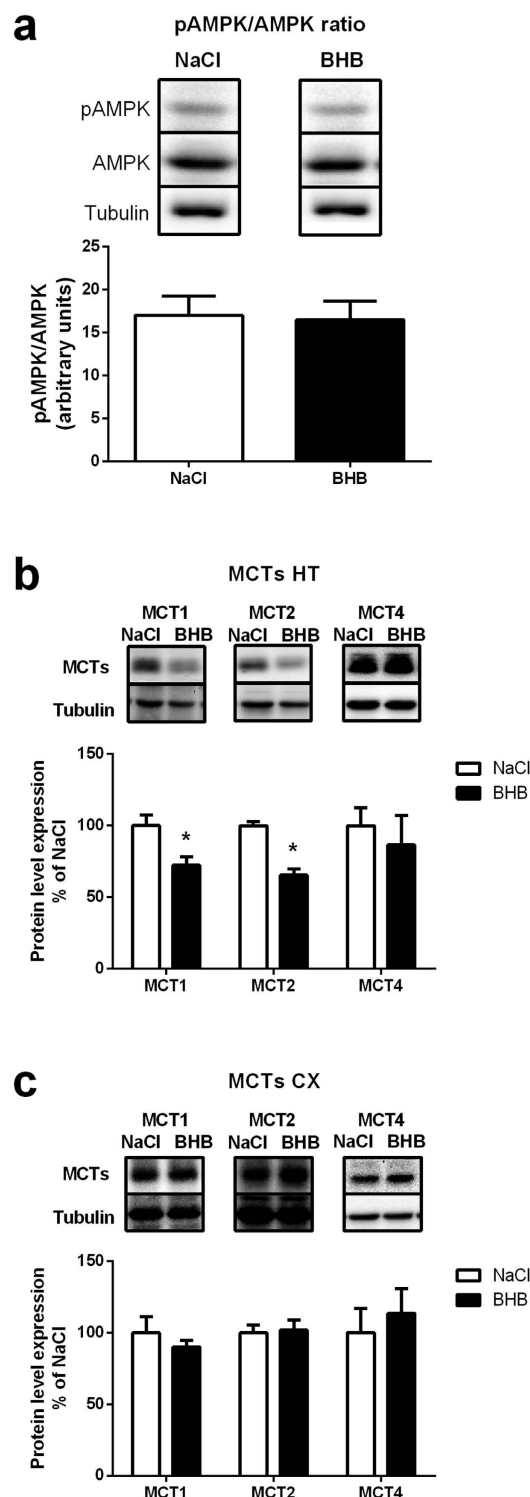 a
pAMPK/AMPK ratio
NaCl BHB
pAMPK
AMPK
Tubulin
25
20
15
10
5
0
pAMPK/AMPK
(arbitrary units)
NaCl BHB
b
MCTs HT
MCT1 MCT2 MCT4
NaCl BHB NaCl BHB NaCl BHB
MCTs
Tubulin
150
100
50
0
Protein level expression
% of NaCl
* *
NaCl
BHB
MCT1 MCT2 MCT4
c
MCTs CX
MCT1 MCT2 MCT4
NaCl BHB NaCl BHB NaCl BHB
MCTs
Tubulin
150
100
50
0
Protein level expression
% of NaCl
NaCl
BHB
MCT1 MCT2 MCT4